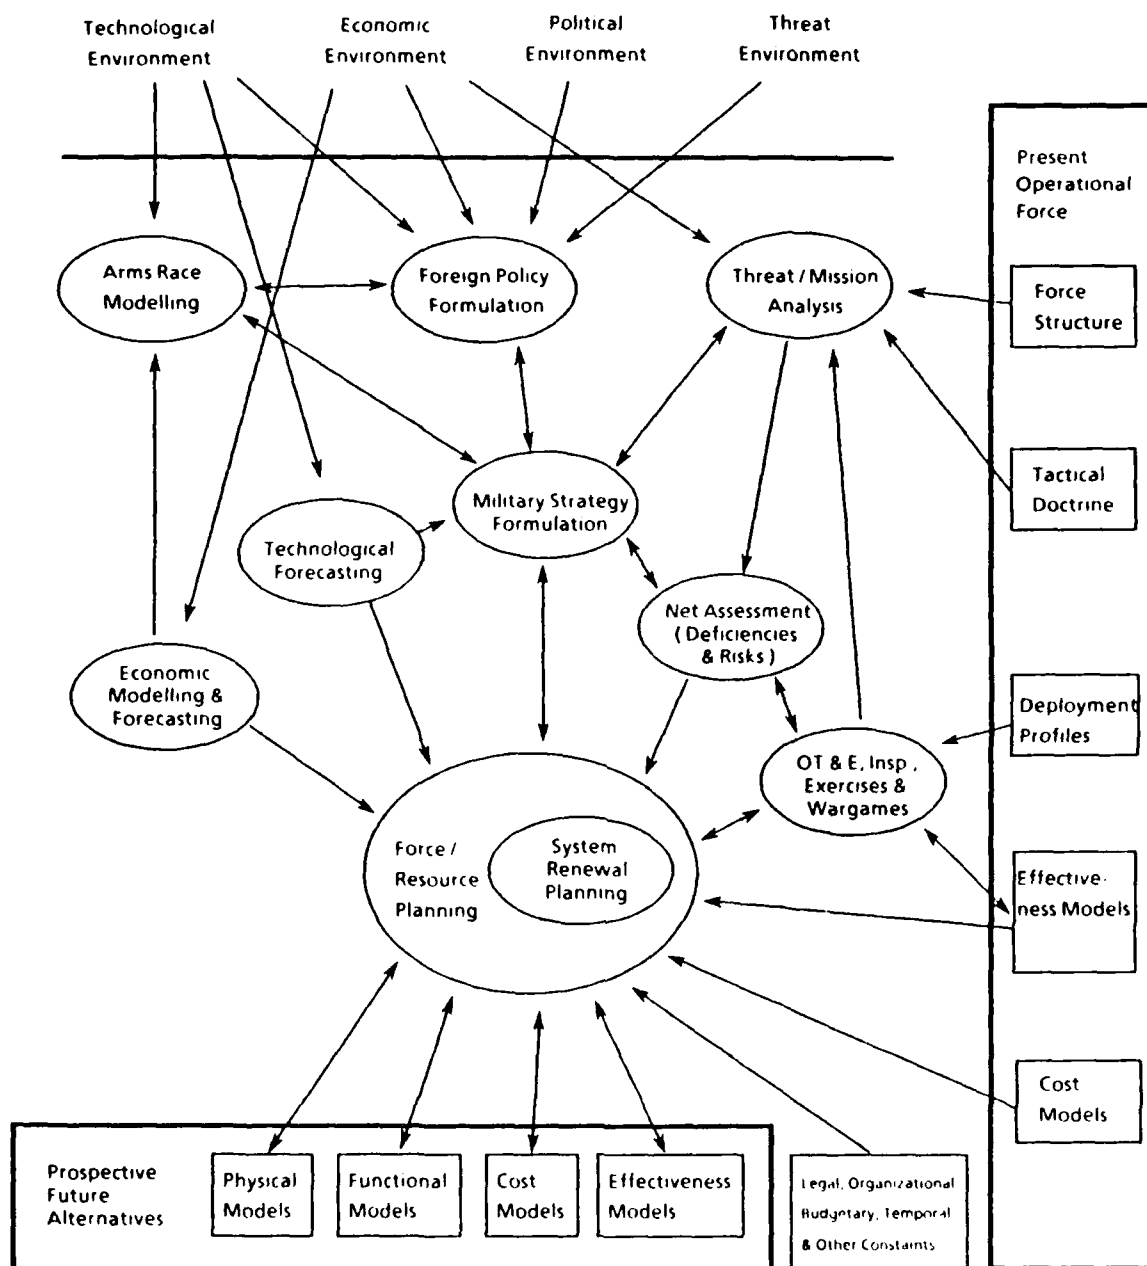 Technological
Environment
Economic
Environment
Political
Environment
Threat
Environment
Present
Operational
Force
Arms Race
Modelling
Foreign Policy
Formulation
Threat / Mission
Analysis
Force
Structure
Military Strategy
Formulation
Tactical
Doctrine
Technological
Forecasting
Net Assessment
( Deficiencies
& Risks )
Economic
Modelling &
Forecasting
Deployment
Profiles
OT & E, Insp ,
Exercises &
Wargames
Force /
Resource
Planning
System
Renewal
Planning
Effective-
ness Models
Cost
Models
Prospective
Future
Alternatives
Physical
Models
Functional
Models
Cost
Models
Effectiveness
Models
Legal, Organizational
Budgetary, Temporal
& Other Constaints